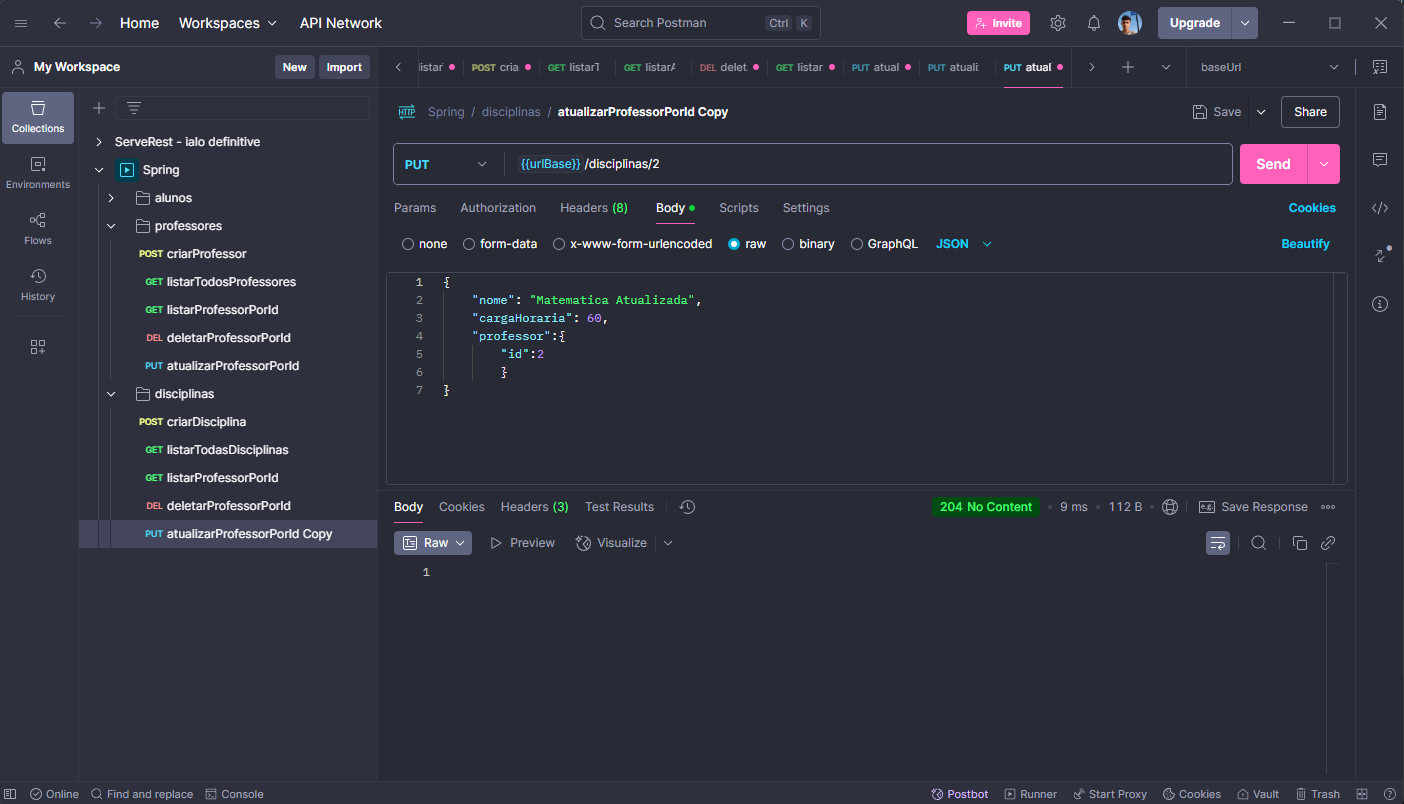 Home Workspaces API Network Search Postman Ctrl K Invite Upgrade
My Workspace New Import
listar POST cria GET listarT GET listarA DEL delet GET listar PUT atual PUT atuali PUT atual baseUrl
Collections
Environments
Flows
History
ServeRest - ialo definitive
Spring
alunos
professores
POST criarProfessor
GET listarTodosProfessores
GET listarProfessorPorId
DEL deletarProfessorPorId
PUT atualizarProfessorPorId
disciplinas
POST criarDisciplina
GET listarTodasDisciplinas
GET listarProfessorPorId
DEL deletarProfessorPorId
PUT atualizarProfessorPorId Copy
HTTP Spring / disciplinas / atualizarProfessorPorId Copy Save Share
PUT {{urlBase}}/disciplinas/2 Send
Params Authorization Headers (8) Body Scripts Settings Cookies
none form-data x-www-form-urlencoded raw binary GraphQL JSON Beautify
1 {
2 "nome": "Matematica Atualizada",
3 "cargaHoraria": 60,
4 "professor":{
5 "id":2
6 }
7 }
Body Cookies Headers (3) Test Results 204 No Content 9 ms 112 B e.g. Save Response
Raw Preview Visualize
1
Online Find and replace Console Postbot Runner Start Proxy Cookies Vault Trash